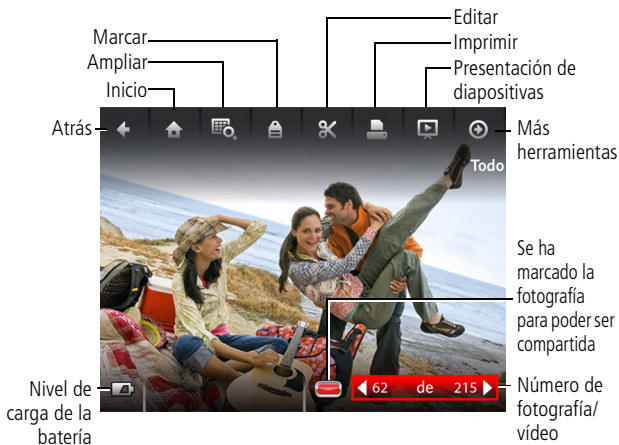 Editar
Marcar
Imprimir
Ampliar
Presentación de
diapositivas
Inicio
Atrás
Más
herramientas
Todo
Se ha
marcado la
fotografía
para poder ser
compartida
62 de 215
Nivel de
carga de la
batería
Número de
fotografía/
vídeo